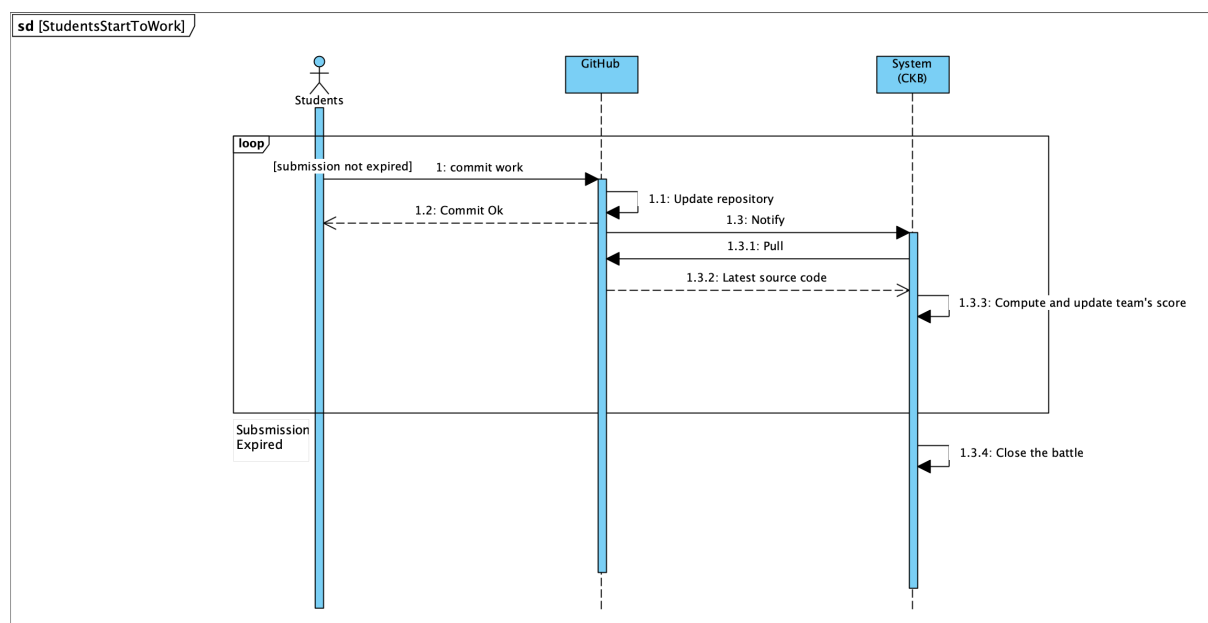 sd [StudentsStartToWork]
GitHub
System
(CKB)
Students
loop
[submission not expired]
1: commit work
1.1: Update repository
1.2: Commit Ok
1.3: Notify
1.3.1: Pull
1.3.2: Latest source code
1.3.3: Compute and update team's score
Subsmission
Expired
1.3.4: Close the battle